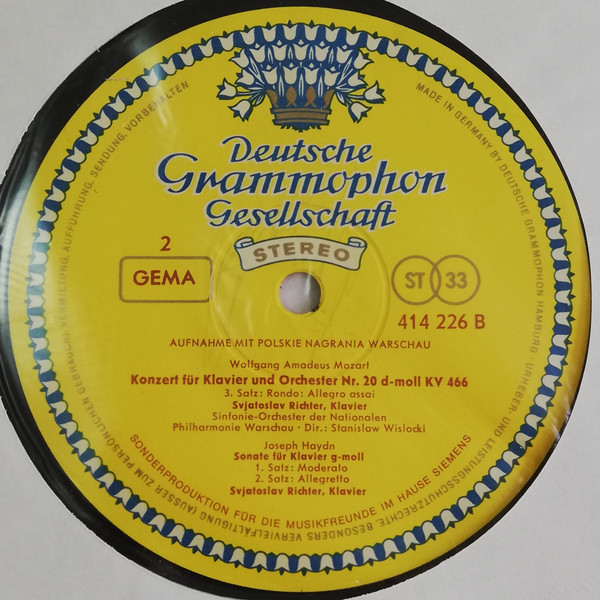 Deutsche
Grammophon
Gesellschaft
STEREO
2
GEMA
ST 33
414 226 B
AUFNAHME MIT POLSKIE NAGRANIA WARSCHAU
Wolfgang Amadeus Mozart
Konzert für Klavier und Orchester Nr. 20 d-moll KV 466
3. Satz: Rondo: Allegro assai
Svjatoslav Richter, Klavier
Sinfonie-Orchester der Nationalen
Philharmonie Warschau - Dir.: Stanislaw Wislocki
Joseph Haydn
Sonate für Klavier g-moll
1. Satz: Moderato
2. Satz: Allegretto
Svjatoslav Richter, Klavier
SONDERPRODUKTION FÜR DIE MUSIKFREUNDE IM HAUSE SIEMENS
MADE IN GERMANY BY DEUTSCHE GRAMMOPHON HAMBURG. URHEBER- UND LEISTUNGSSCHUTZRECHTE, BESONDERS VERVIELFÄLTIGUNG (AUSSER ZUM PERSÖNLICHEN GEBRAUCH), VERMIETUNG, AUFFÜHRUNG, SENDUNG, VORBEHALTEN